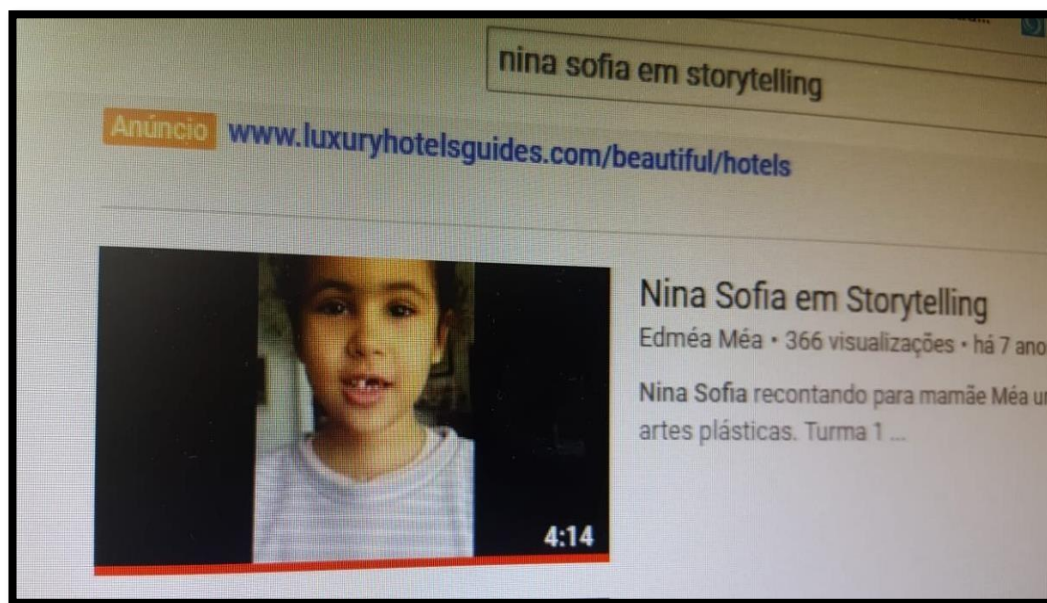 nina sofia em storytelling
Anúncio www.luxuryhotelsguides.com/beautiful/hotels
Nina Sofia em Storytelling
Edméa Méa • 366 visualizações • há 7 ano
Nina Sofia recontando para mamãe Méa
artes plásticas. Turma 1 ...
4:14